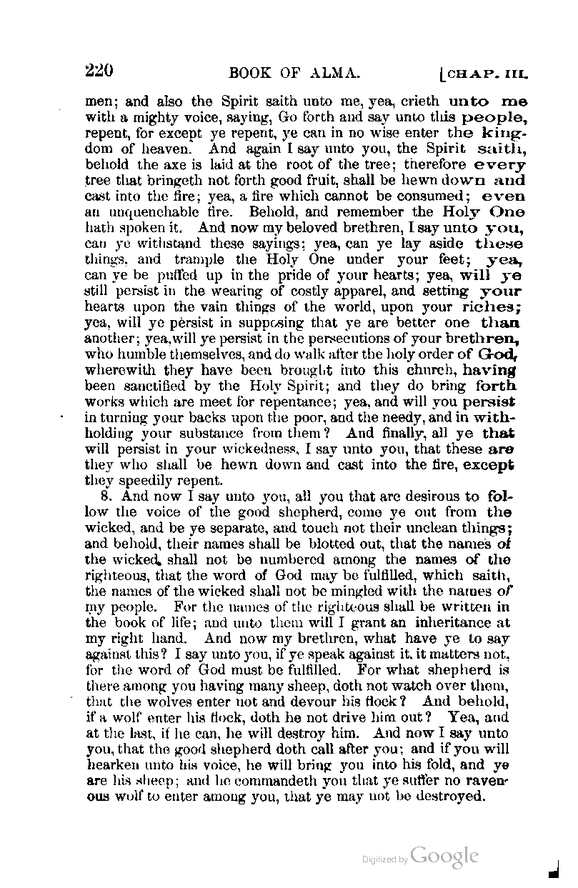 220 BOOK OF ALMA. [CHAP. III.
men; and also the Spirit saith unto me, yea, crieth unto me
with a mighty voice, saying, Go forth and say unto this people,
repent, for except ye repent, ye can in no wise enter the king-
dom of heaven. And again I say unto you, the Spirit saith,
behold the axe is laid at the root of the tree; therefore every
tree that bringeth not forth good fruit, shall be hewn down and
cast into the fire; yea, a fire which cannot be consumed; even
an unquenchable fire. Behold, and remember the Holy One
hath spoken it. And now my beloved brethren, I say unto you,
can ye withstand these sayings; yea, can ye lay aside these
things. and trample the Holy One under your feet; yea,
can ye be puffed up in the pride of your hearts; yea, will ye
still persist in the wearing of costly apparel, and setting your
hearts upon the vain things of the world, upon your riches;
yea, will ye persist in supposing that ye are better one than
another; yea,will ye persist in the persecutions of your brethren,
who humble themselves, and do walk after the holy order of God,
wherewith they have been brought into this church, having
been sanctified by the Holy Spirit; and they do bring forth
works which are meet for repentance; yea, and will you persist
in turning your backs upon the poor, and the needy, and in with-
holding your substance from them? And finally, all ye that
will persist in your wickedness, I say unto you, that these are
they who shall be hewn down and cast into the fire, except
they speedily repent.
8. And now I say unto you, all you that are desirous to fol-
low the voice of the good shepherd, come ye out from the
wicked, and be ye separate, and touch not their unclean things;
and behold, their names shall be blotted out, that the names of
the wicked, shall not be numbered among the names of the
righteous, that the word of God may be fulfilled, which saith,
the names of the wicked shall not be mingled with the names of
my people. For the names of the righteous shall be written in
the book of life; and unto them will I grant an inheritance at
my right hand. And now my brethren, what have ye to say
against this? I say unto you, if ye speak against it, it matters not,
for the word of God must be fulfilled. For what shepherd is
there among you having many sheep, doth not watch over them,
that the wolves enter not and devour his flock? And behold,
if a wolf enter his flock, doth he not drive him out? Yea, and
at the last, if he can, he will destroy him. And now I say unto
you, that the good shepherd doth call after you; and if you will
hearken unto his voice, he will bring you into his fold, and ye
are his sheep; and he commandeth you that ye suffer no raven-
ous wolf to enter among you, that ye may not be destroyed.
Digitized by Google